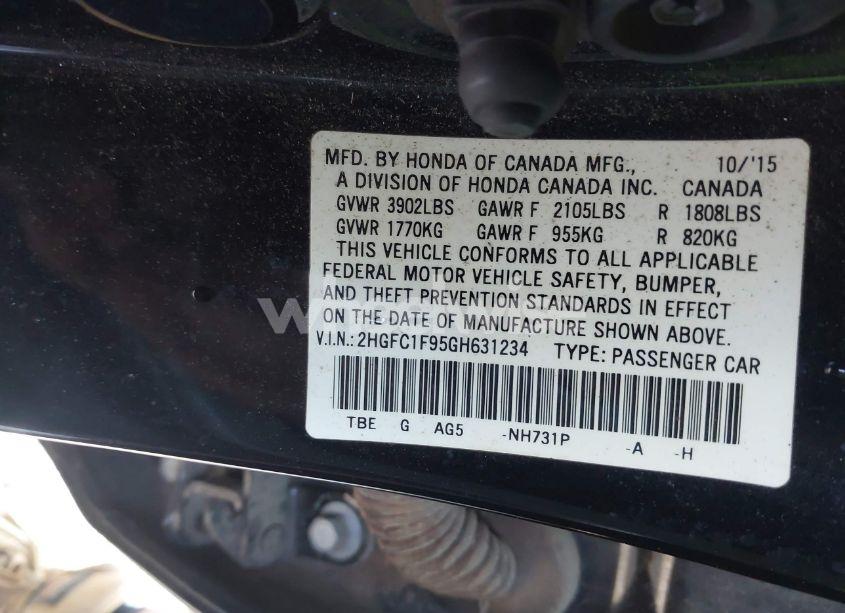 MFD. BY HONDA OF CANADA MFG., 10/'15
A DIVISION OF HONDA CANADA INC. CANADA
GVWR 3902LBS GAWR F 2105LBS R 1808LBS
GVWR 1770KG GAWR F 955KG R 820KG
THIS VEHICLE CONFORMS TO ALL APPLICABLE
FEDERAL MOTOR VEHICLE SAFETY, BUMPER,
AND THEFT PREVENTION STANDARDS IN EFFECT
ON THE DATE OF MANUFACTURE SHOWN ABOVE.
V.I.N.: 2HGFC1F95GH631234 TYPE: PASSENGER CAR
TBE G AG5 -NH731P -A -H